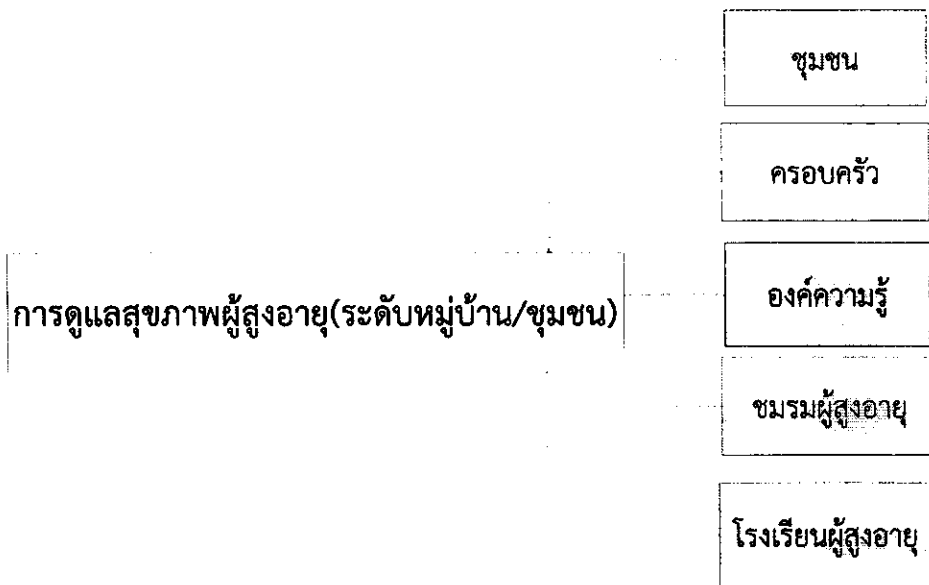 ชุมชน
ครอบครัว
การดูแลสุขภาพผู้สูงอายุ(ระดับหมู่บ้าน/ชุมชน)
องค์ความรู้
ชมรมผู้สูงอายุ
โรงเรียนผู้สูงอายุ